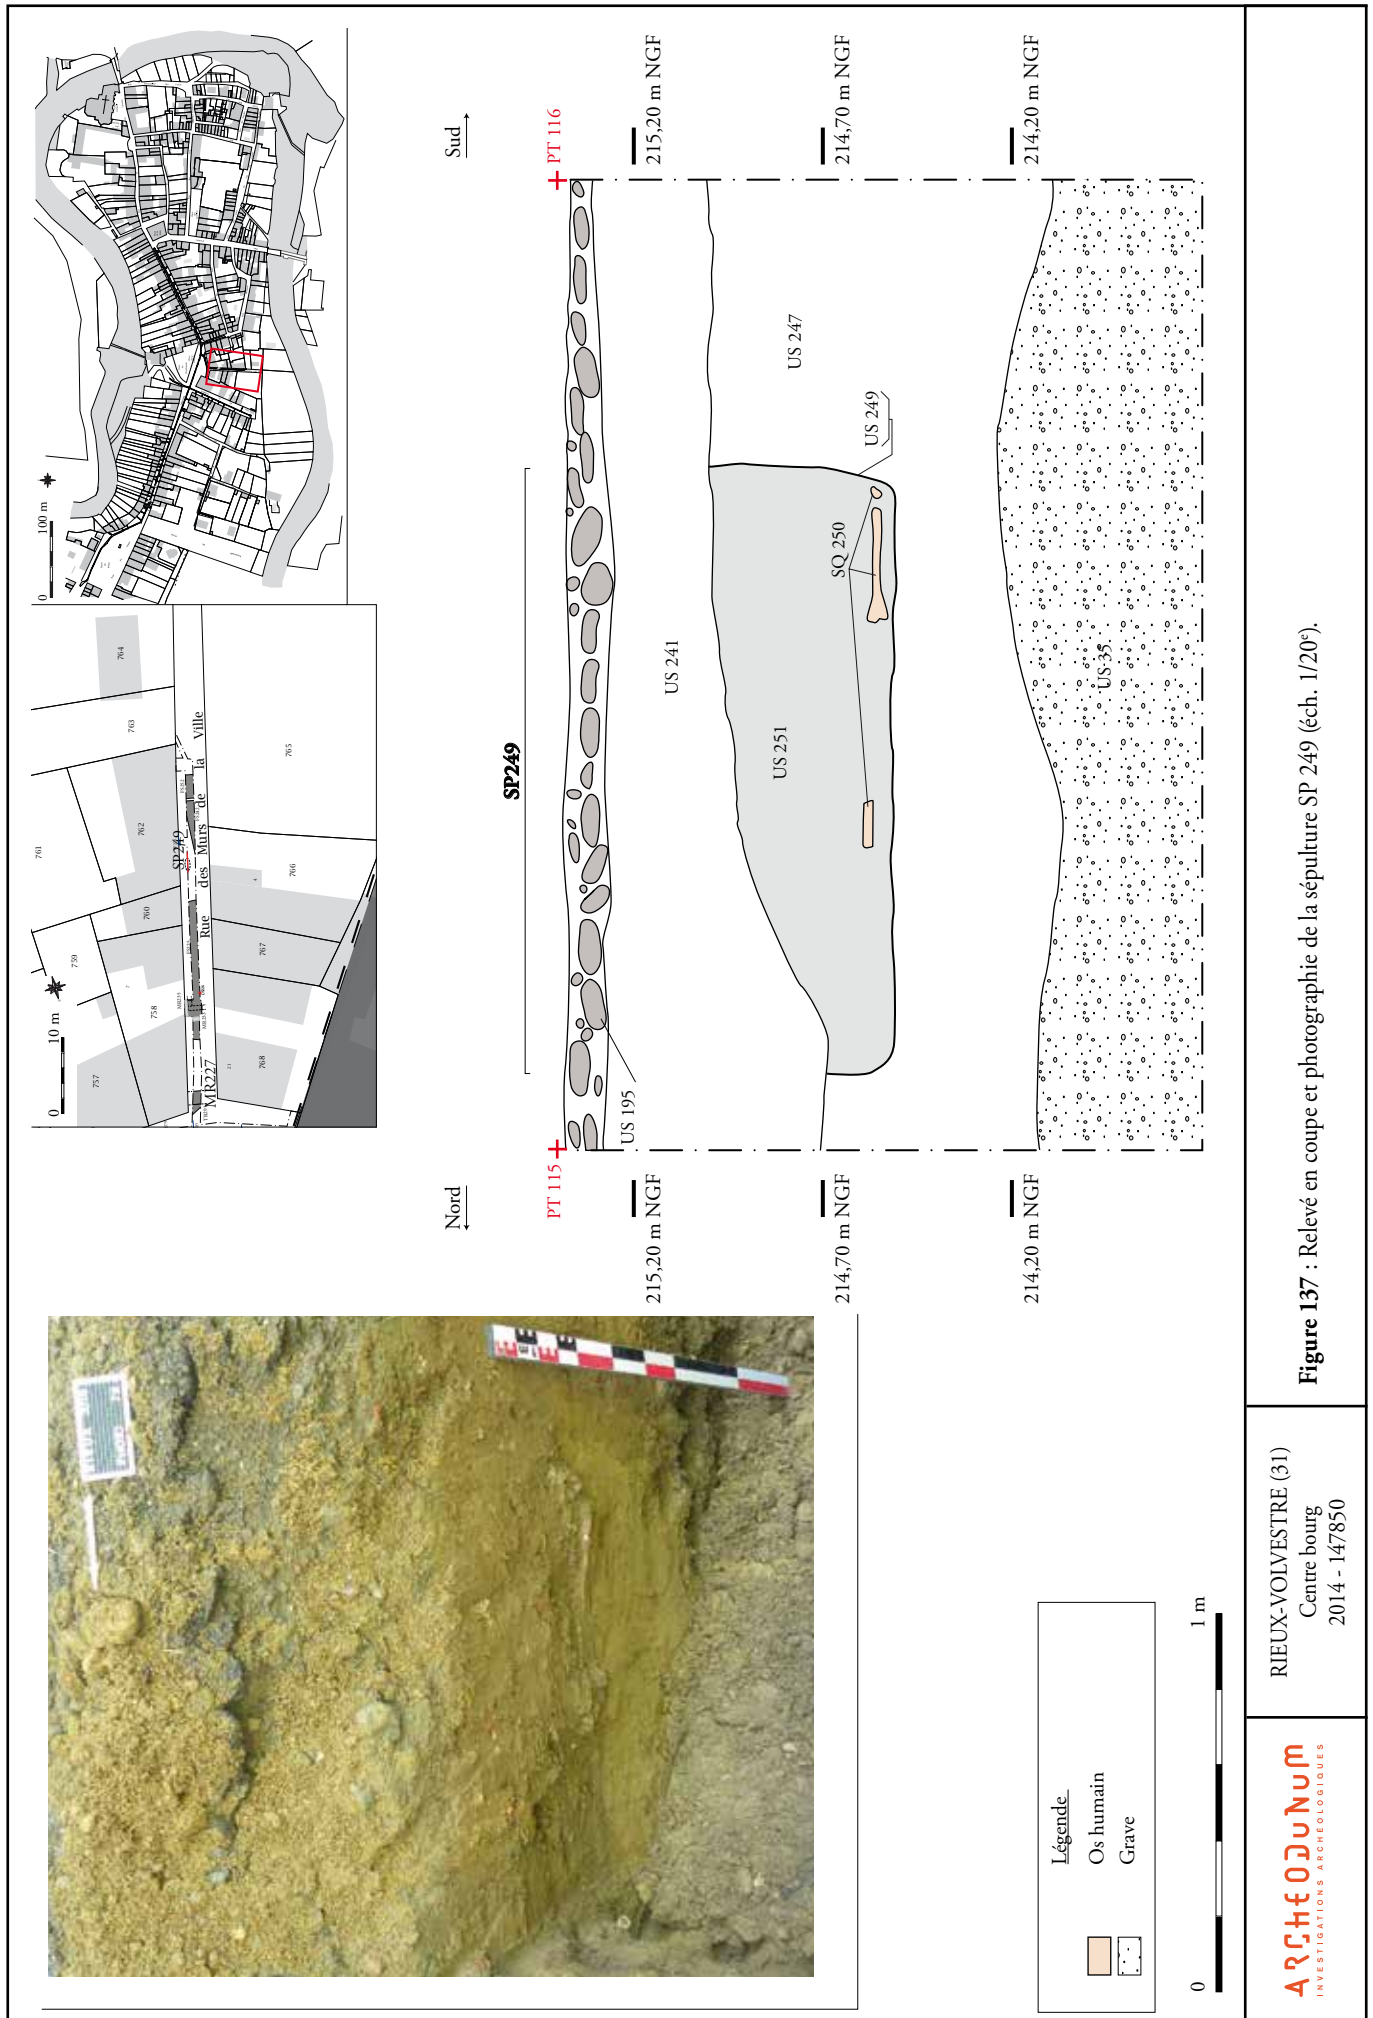 0
100 m
0
10 m
757
758
759
760
761
762
763
764
765
766
767
768
SP249
MR227
Rue des Murs de la Ville
Nord
Sud
SP249
PT 115
PT 116
215,20 m NGF
215,20 m NGF
214,70 m NGF
214,70 m NGF
214,20 m NGF
214,20 m NGF
US 195
US 241
US 247
US 249
US 251
SQ 250
US 35
Légende
Os humain
Grave
0
1 m
ARCHEODUNUM
INVESTIGATIONS ARCHÉOLOGIQUES
RIEUX-VOLVESTRE (31)
Centre bourg
2014 - 147850
Figure 137 : Relevé en coupe et photographie de la sépulture SP 249 (éch. 1/20e).